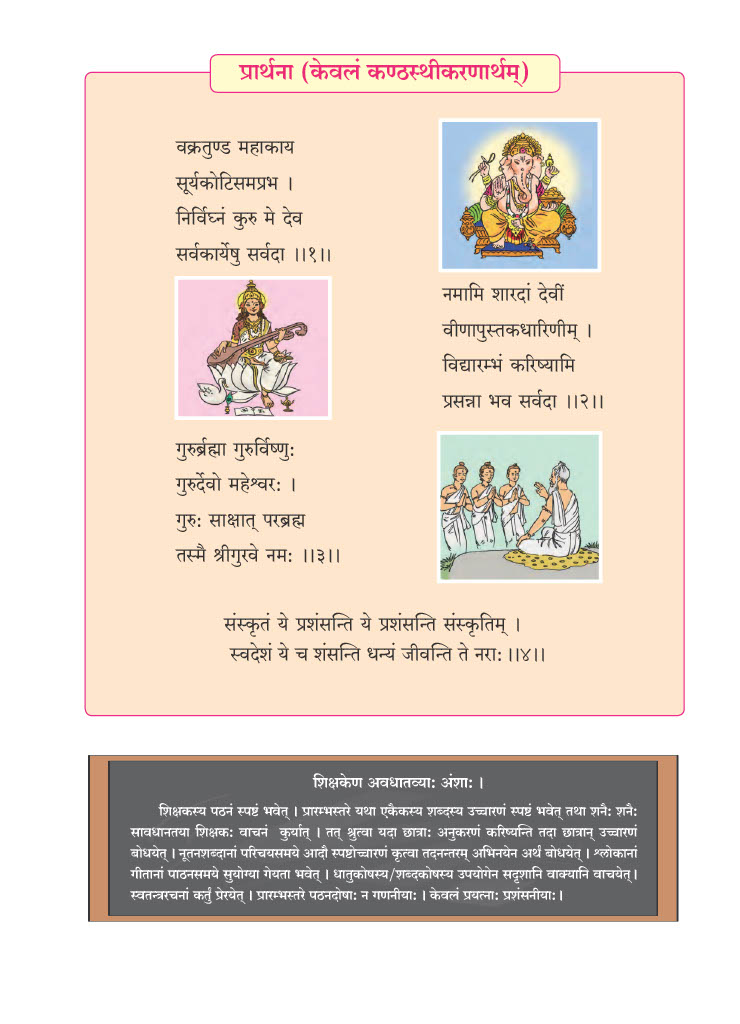 प्रार्थना (केवलं कण्ठस्थीकरणार्थम्)
वक्रतुण्ड महाकाय
सूर्यकोटिसमप्रभ ।
निर्विघ्नं कुरु मे देव
सर्वकार्येषु सर्वदा ।।१।।
नमामि शारदां देवीं
वीणापुस्तकधारिणीम् ।
विद्यारम्भं करिष्यामि
प्रसन्ना भव सर्वदा ।।२।।
गुरुर्ब्रह्मा गुरुर्विष्णुः
गुरुर्देवो महेश्वरः ।
गुरुः साक्षात् परब्रह्म
तस्मै श्रीगुरवे नमः ।।३।।
संस्कृतं ये प्रशंसन्ति ये प्रशंसन्ति संस्कृतिम् ।
स्वदेशं ये च शंसन्ति धन्यं जीवन्ति ते नराः ।।४।।
शिक्षकेण अवधातव्याः अंशाः ।
शिक्षकस्य पठनं स्पष्टं भवेत् । प्रारम्भस्तरे यथा एकैकस्य शब्दस्य उच्चारणं स्पष्टं भवेत् तथा शनैः शनैः
सावधानतया शिक्षकः वाचनं कुर्यात् । तत् श्रुत्वा यदा छात्राः अनुकरणं करिष्यन्ति तदा छात्रान् उच्चारणं
बोधयेत् । नूतनशब्दानां परिचयसमये आदौ स्पष्टोच्चारणं कृत्वा तदनन्तरम् अभिनयेन अर्थं बोधयेत् । श्लोकानां
गीतानां पाठनसमये सुयोग्या गेयता भवेत् । धातुकोषस्य/शब्दकोषस्य उपयोगेन सदृशानि वाक्यानि वाचयेत् ।
स्वतन्त्ररचनां कर्तुं प्रेरयेत् । प्रारम्भस्तरे पठनदोषाः न गणनीयाः । केवलं प्रयत्नाः प्रशंसनीयाः ।